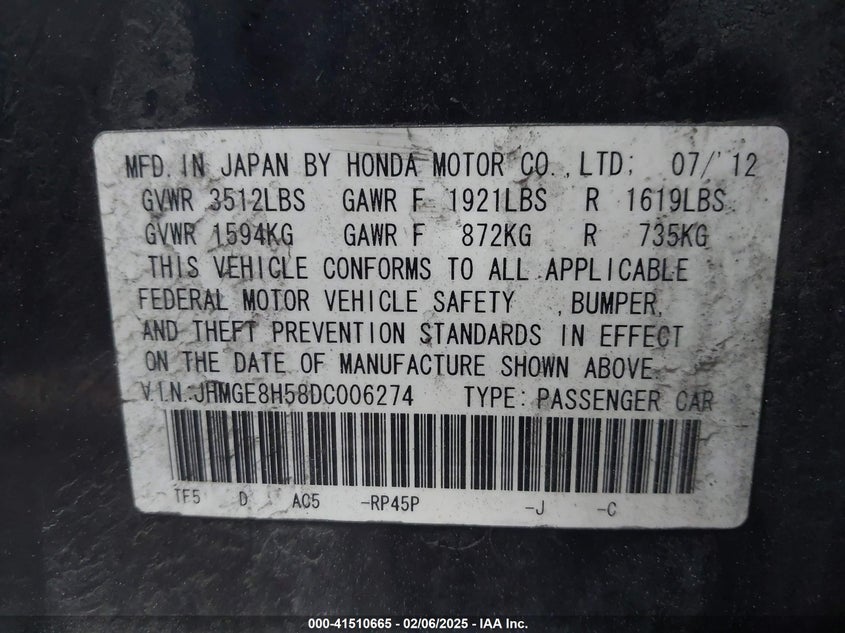 MFD. IN JAPAN BY HONDA MOTOR CO., LTD; 07/'12
GVWR 3512LBS GAWR F 1921LBS R 1619LBS
GVWR 1594KG GAWR F 872KG R 735KG
THIS VEHICLE CONFORMS TO ALL APPLICABLE
FEDERAL MOTOR VEHICLE SAFETY , BUMPER,
AND THEFT PREVENTION STANDARDS IN EFFECT
ON THE DATE OF MANUFACTURE SHOWN ABOVE.
VIN: JHMGE8H58DC006274 TYPE: PASSENGER CAR
TF5 D AC5 -RP45P -J -C
000-41510665 - 02/06/2025 - IAA Inc.